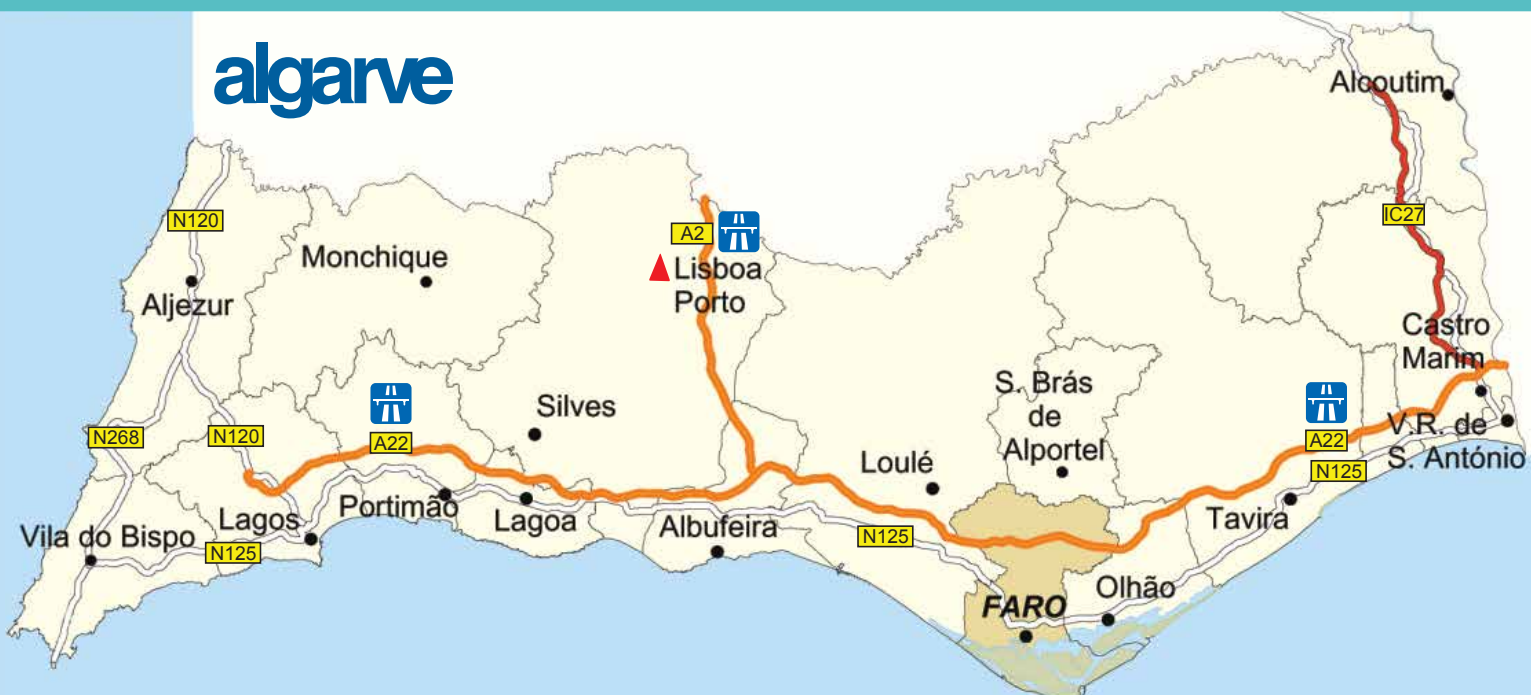 algarve
Alcoutim
N120
A2
IC27
Monchique
Lisboa
Porto
Aljezur
Castro
Marim
S. Brás
de
Alportel
Silves
N268
N120
A22
A22
V.R. de
S. António
Loulé
N125
Portimão
Lagoa
Lagos
Tavira
Vila do Bispo
Albufeira
N125
N125
Olhão
FARO